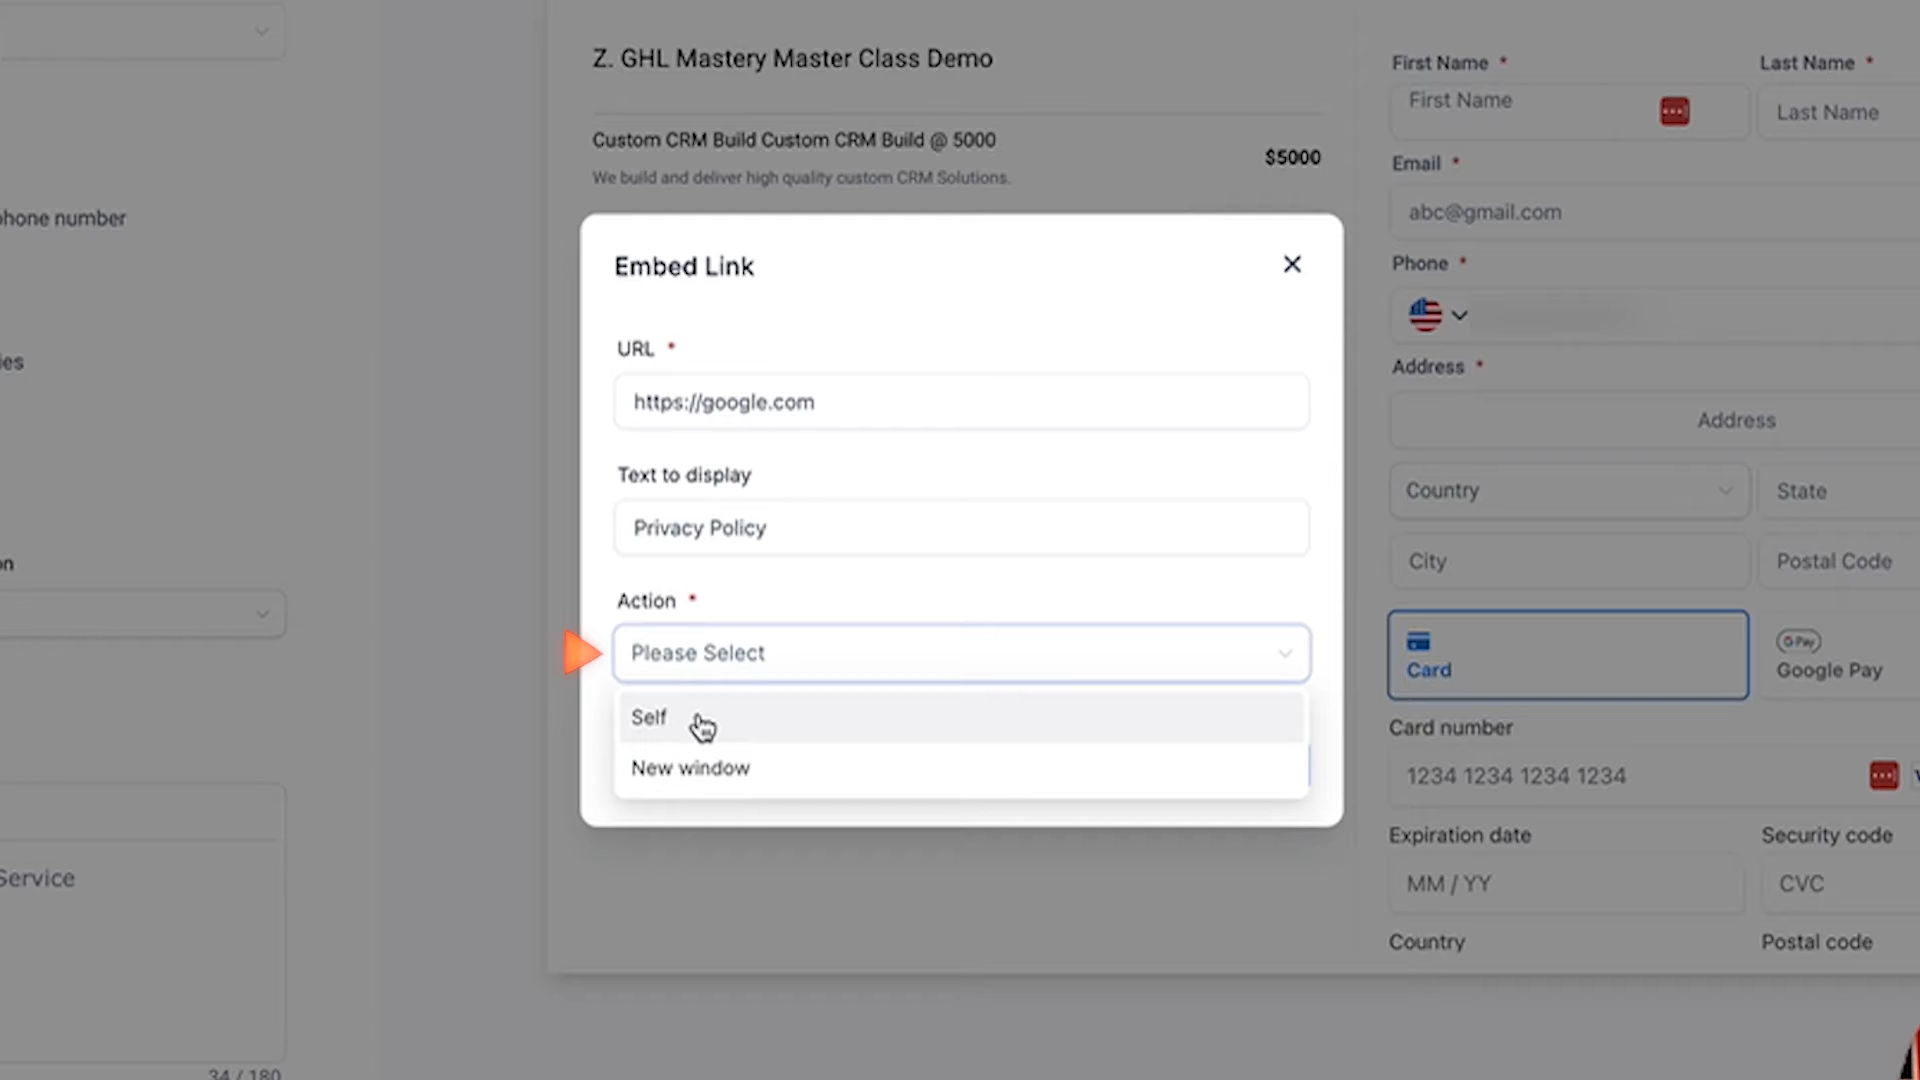 phone number
ies
on
Service
34 / 180
Z. GHL Mastery Master Class Demo
Custom CRM Build Custom CRM Build @ 5000
$5000
We build and deliver high quality custom CRM Solutions.
Embed Link
URL *
https://google.com
Text to display
Privacy Policy
Action *
Please Select
Self
New window
First Name * Last Name *
First Name Last Name
Email *
abc@gmail.com
Phone *
Address *
Address
Country State
City Postal Code
Card G Pay Google Pay
Card number
1234 1234 1234 1234
Expiration date Security code
MM / YY CVC
Country Postal code